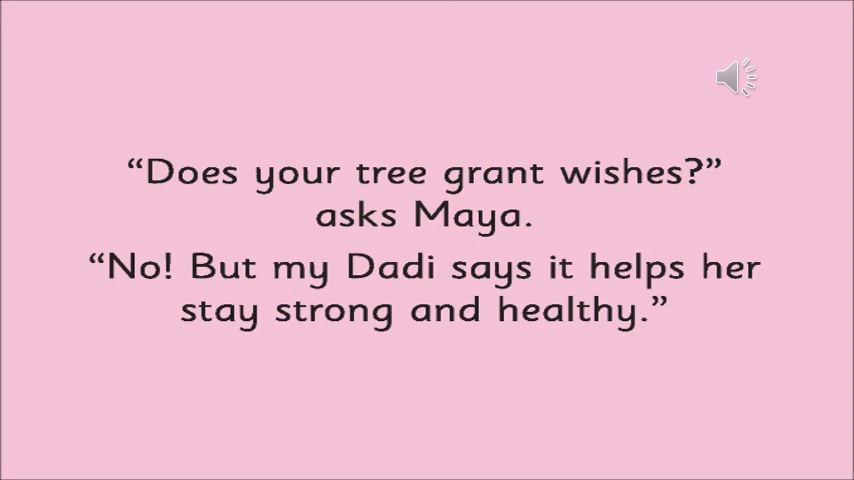 “Does your tree grant wishes?”
asks Maya.
“No! But my Dadi says it helps her
stay strong and healthy.”